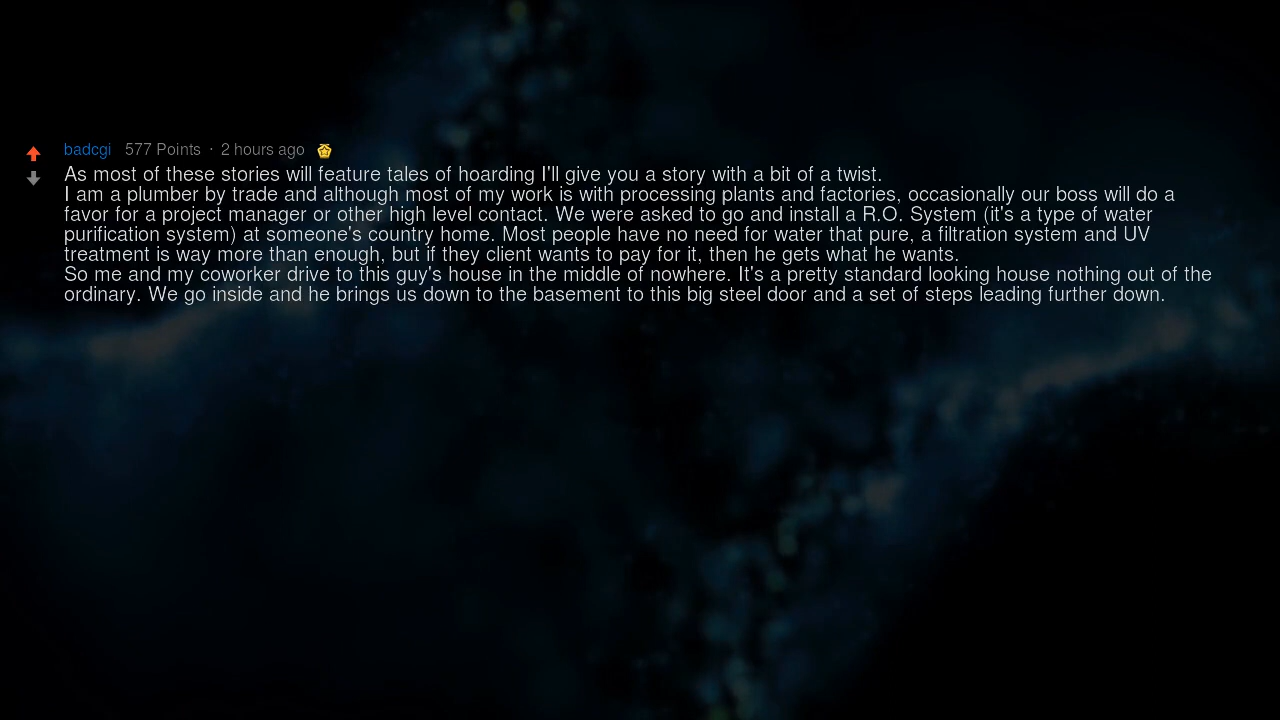 badcgi 577 Points · 2 hours ago
As most of these stories will feature tales of hoarding I'll give you a story with a bit of a twist.
I am a plumber by trade and although most of my work is with processing plants and factories, occasionally our boss will do a
favor for a project manager or other high level contact. We were asked to go and install a R.O. System (it's a type of water
purification system) at someone's country home. Most people have no need for water that pure, a filtration system and UV
treatment is way more than enough, but if they client wants to pay for it, then he gets what he wants.
So me and my coworker drive to this guy's house in the middle of nowhere. It's a pretty standard looking house nothing out of the
ordinary. We go inside and he brings us down to the basement to this big steel door and a set of steps leading further down.